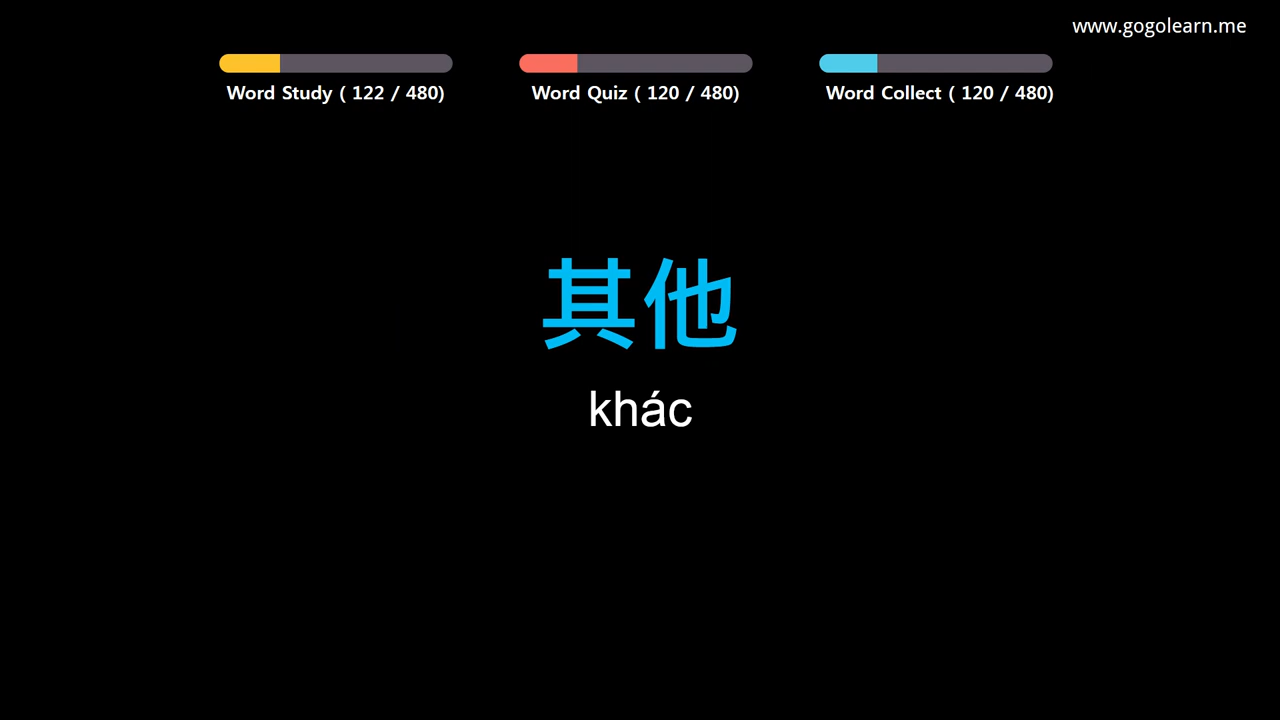 www.gogolearn.me
Word Study ( 122 / 480)
Word Quiz ( 120 / 480)
Word Collect ( 120 / 480)
其他
khác